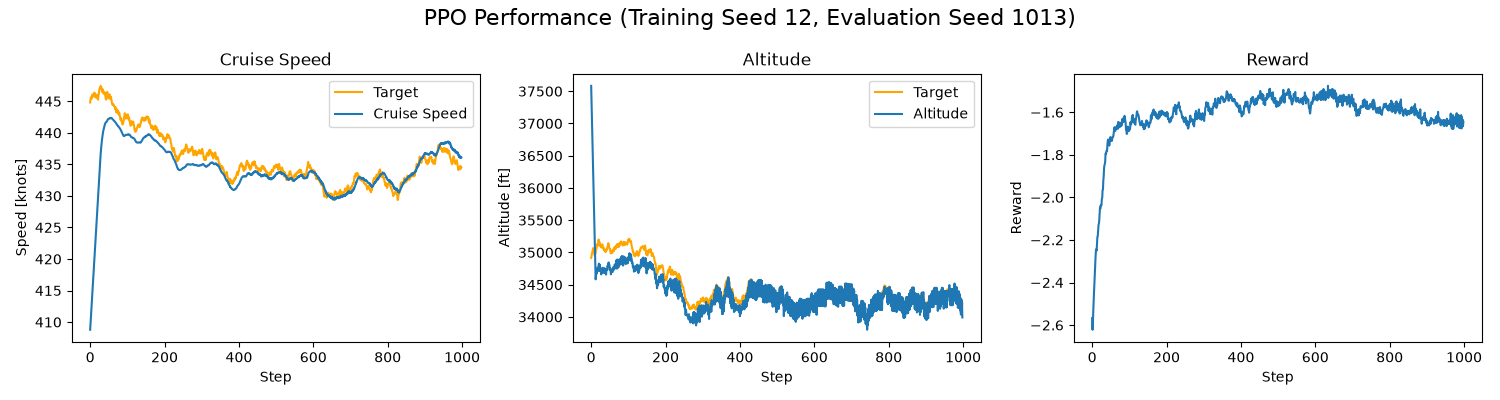 PPO Performance (Training Seed 12, Evaluation Seed 1013)
Cruise Speed
Speed [knots]
445
440
435
430
425
420
415
410
Target
Cruise Speed
0 200 400 600 800 1000
Step
Altitude
Altitude [ft]
37500
37000
36500
36000
35500
35000
34500
34000
Target
Altitude
0 200 400 600 800 1000
Step
Reward
Reward
−1.6
−1.8
−2.0
−2.2
−2.4
−2.6
0 200 400 600 800 1000
Step